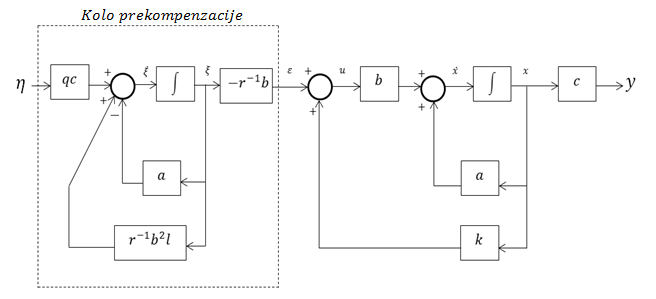 Kolo prekompenzacije
η
qc
+
+
−
ξ̇
∫
ξ
−r⁻¹b
ε
+
+
u
b
+
+
ẋ
∫
x
c
y
a
a
r⁻¹b²l
k